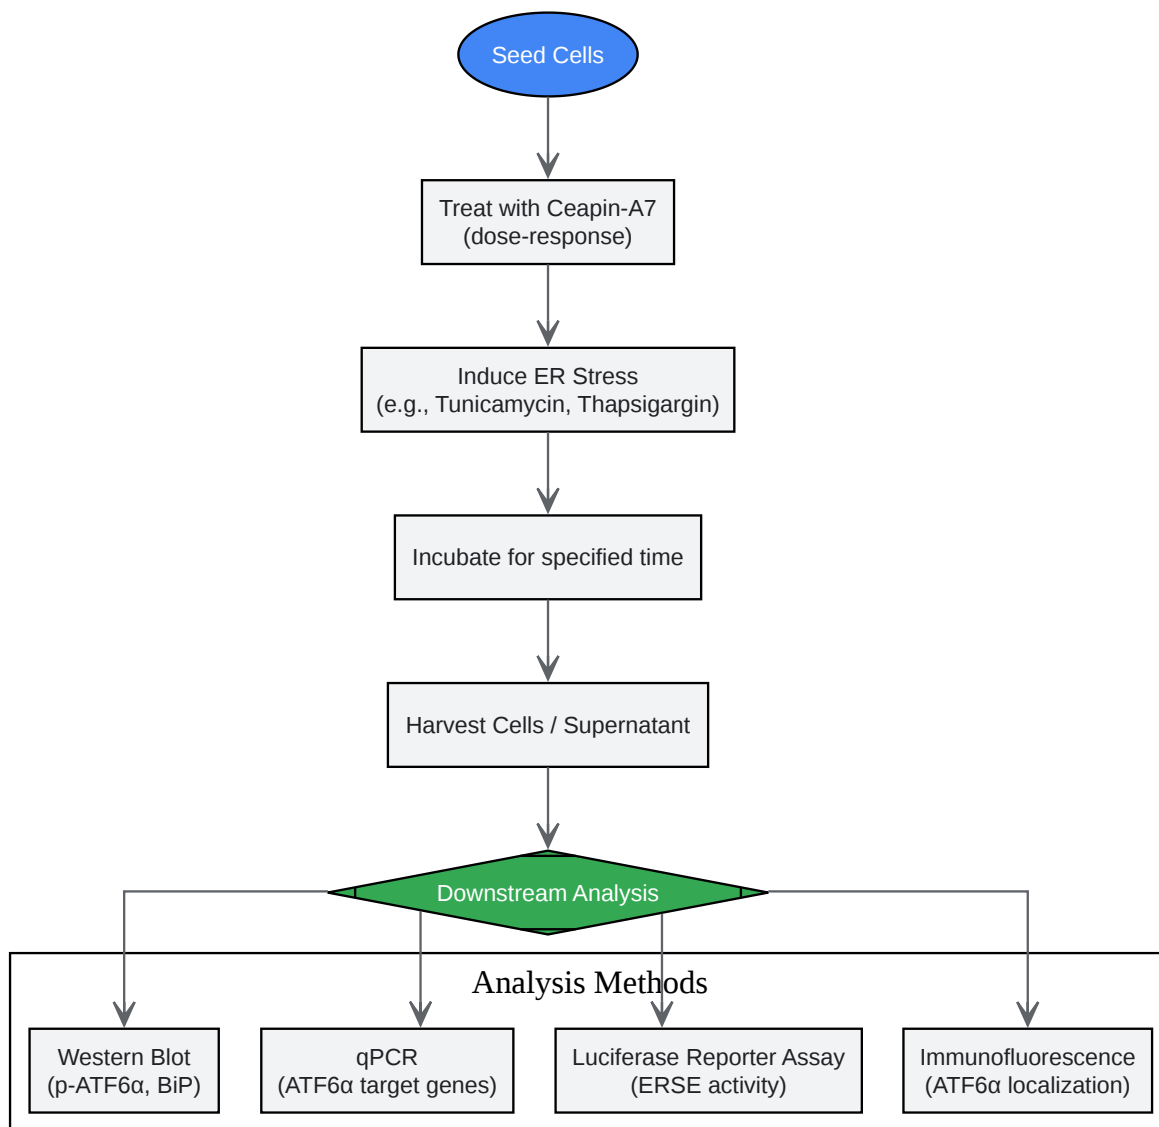 Seed Cells
Treat with Ceapin-A7
(dose-response)
Induce ER Stress
(e.g., Tunicamycin, Thapsigargin)
Incubate for specified time
Harvest Cells / Supernatant
Downstream Analysis
Analysis Methods
Western Blot
(p-ATF6α, BiP)
qPCR
(ATF6α target genes)
Luciferase Reporter Assay
(ERSE activity)
Immunofluorescence
(ATF6α localization)